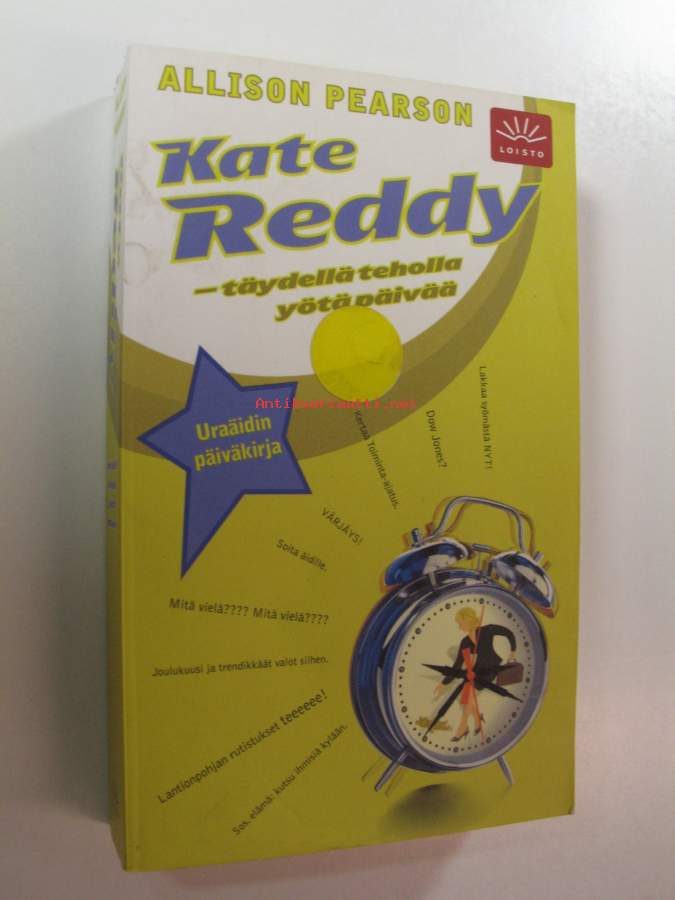 ALLISON PEARSON
LOISTO
Kate
Reddy
– täydellä teholla
yötä päivää
Antikvariaatti.net
Uraäidin
päiväkirja
Lakkaa syömästä NYT!
Dow Jones?
Kertaa Toiminta-ajatus.
VÄRJÄYS!
Soita äidille.
Mitä vielä???? Mitä vielä????
Joulukuusi ja trendikkäät valot siihen.
Lantionpohjan rutistukset teeeeee!
Sos. elämä: kutsu ihmisiä kylään.